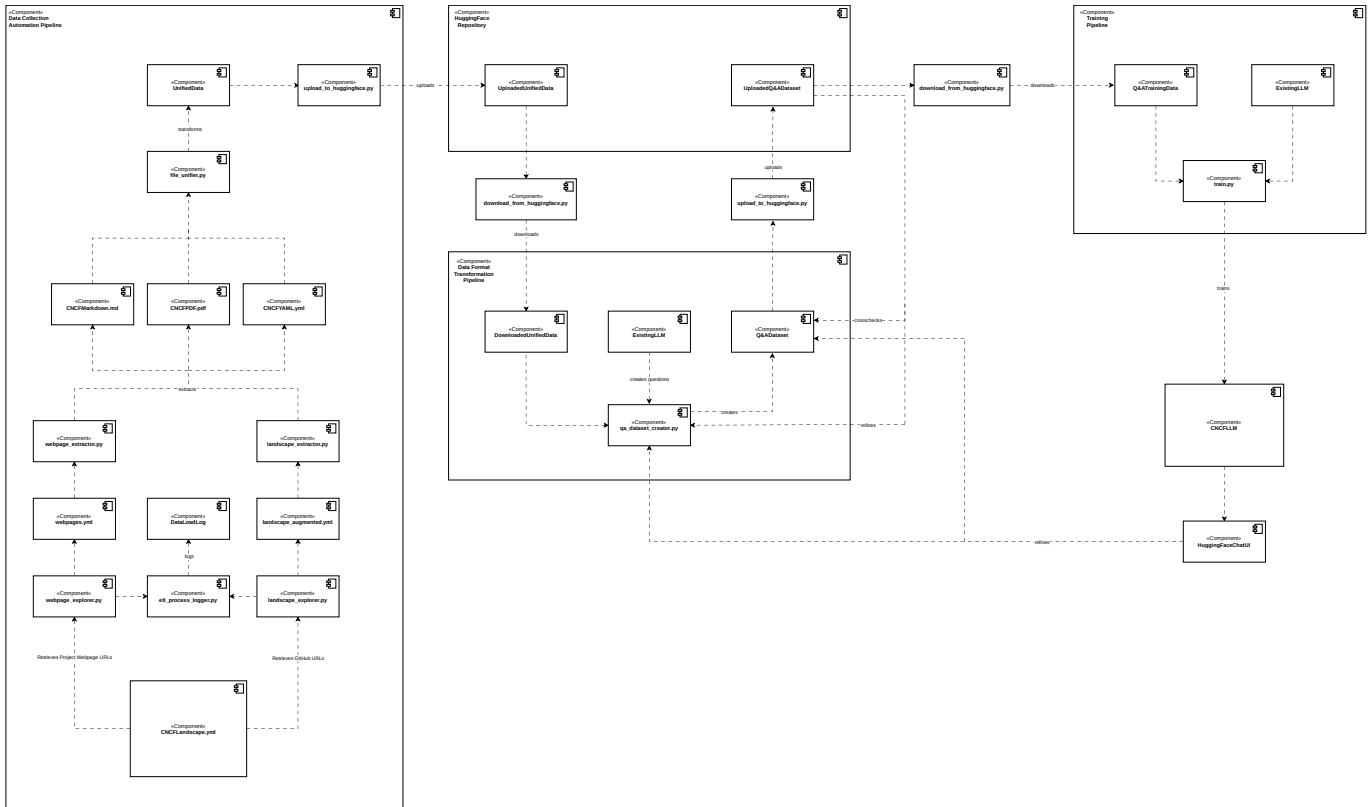 «Component»
Data Collection
Automation Pipeline
«Component»
UnifiedData
«Component»
upload_to_huggingface.py
uploads
transforms
«Component»
file_unifier.py
«Component»
CNCFMarkdown.md
«Component»
CNCFPDF.pdf
«Component»
CNCFYAML.yml
extracts
«Component»
webpage_extractor.py
«Component»
landscape_extractor.py
«Component»
webpages.yml
«Component»
DataLoadLog
«Component»
landscape_augmented.yml
logs
«Component»
webpage_explorer.py
«Component»
etl_process_logger.py
«Component»
landscape_explorer.py
Retrieves Project Webpage URLs
Retrieves GitHub URLs
«Component»
CNCFLandscape.yml
«Component»
HuggingFace
Repository
«Component»
UploadedUnifiedData
«Component»
UploadedQ&ADataset
«Component»
download_from_huggingface.py
downloads
uploads
«Component»
download_from_huggingface.py
«Component»
upload_to_huggingface.py
downloads
«Component»
Data Format
Transformation
Pipeline
«Component»
DownloadedUnifiedData
«Component»
ExistingLLM
«Component»
Q&ADataset
crosschecks
creates questions
creates
«Component»
qa_dataset_creator.py
refines
refines
«Component»
Training
Pipeline
«Component»
Q&ATrainingData
«Component»
ExistingLLM
«Component»
train.py
trains
«Component»
CNCFLLM
«Component»
HuggingFaceChatUI